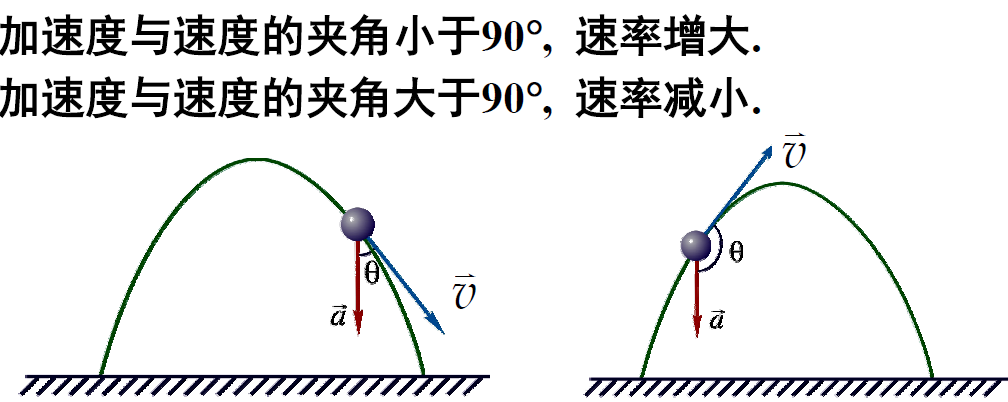 加速度与速度的夹角小于90°, 速率增大.
加速度与速度的夹角大于90°, 速率减小.
θ
a⃗
v⃗
v⃗
θ
a⃗